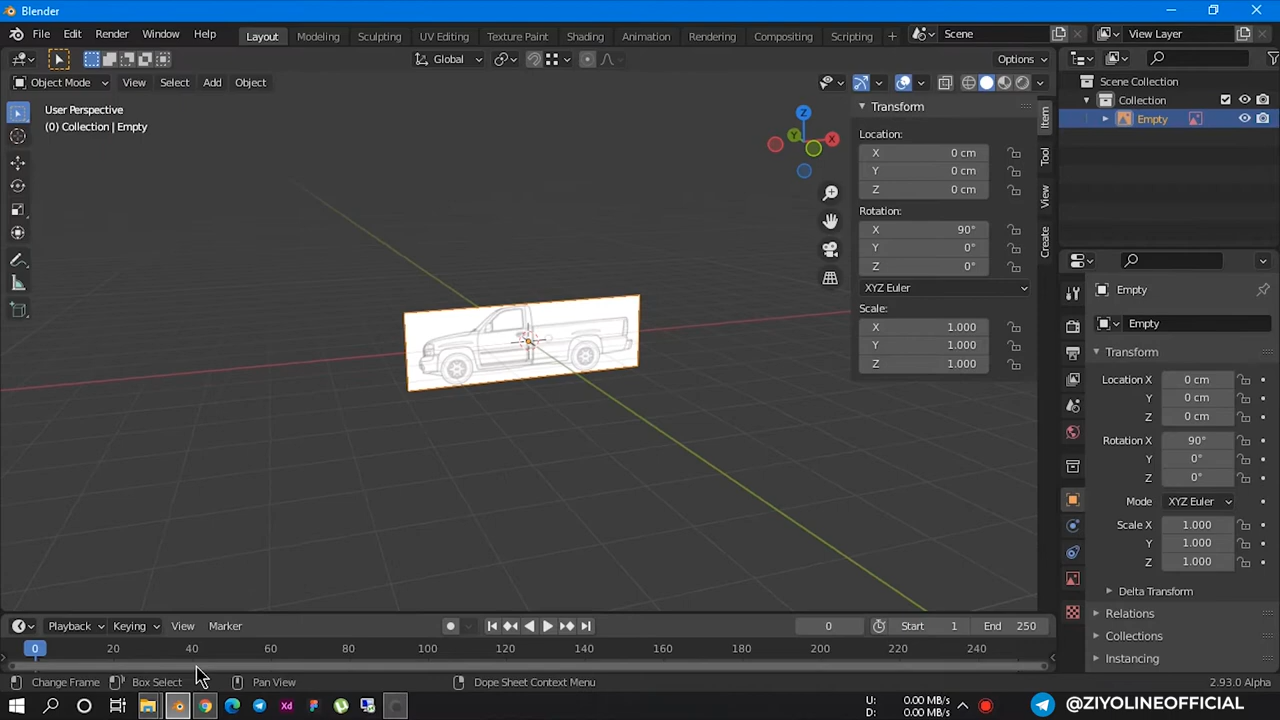 Blender
File Edit Render Window Help Layout Modeling Sculpting UV Editing Texture Paint Shading Animation Rendering Compositing Scripting + Scene View Layer
Global Options
Object Mode View Select Add Object
User Perspective
(0) Collection | Empty
Z
Y
X
Transform
Location:
X 0 cm
Y 0 cm
Z 0 cm
Rotation:
X 90°
Y 0°
Z 0°
XYZ Euler
Scale:
X 1.000
Y 1.000
Z 1.000
Item
Tool
View
Create
Scene Collection
Collection
Empty
Empty
Empty
Transform
Location X 0 cm
Y 0 cm
Z 0 cm
Rotation X 90°
Y 0°
Z 0°
Mode XYZ Euler
Scale X 1.000
Y 1.000
Z 1.000
Delta Transform
Relations
Collections
Instancing
Playback Keying View Marker 0 Start 1 End 250
0 20 40 60 80 100 120 140 160 180 200 220 240
Change Frame Box Select Pan View Dope Sheet Context Menu 2.93.0 Alpha
Xd
U: 0.00 MB/s
D: 0.00 MB/s
@ZIYOLINEOFFICIAL